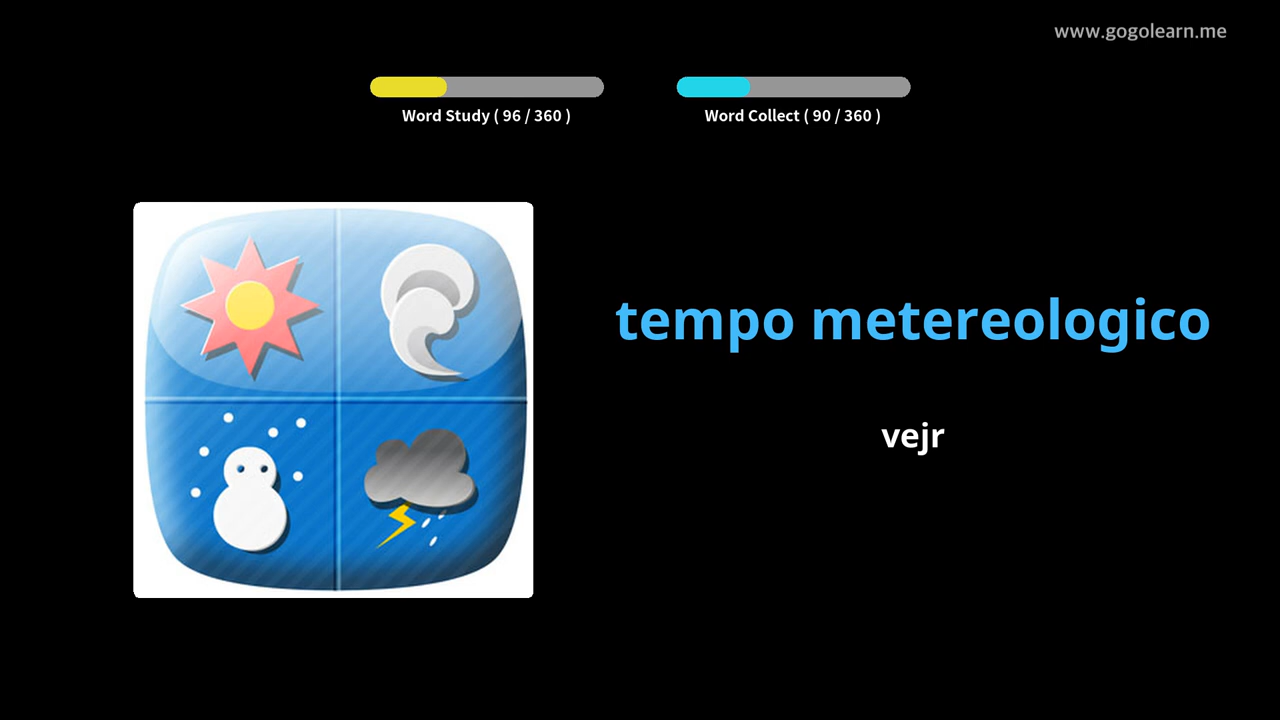 www.gogolearn.me
Word Study ( 96 / 360 )
Word Collect ( 90 / 360 )
tempo metereologico
vejr